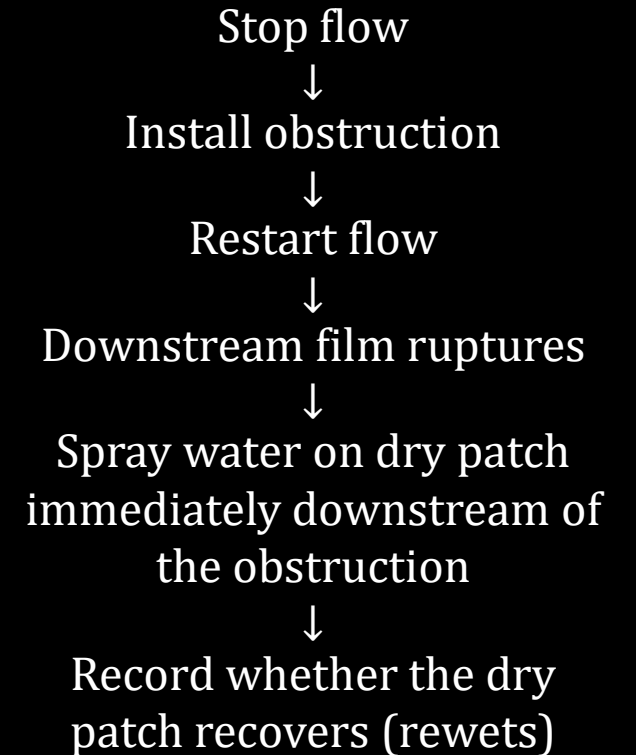 Stop flow
↓
Install obstruction
↓
Restart flow
↓
Downstream film ruptures
↓
Spray water on dry patch
immediately downstream of
the obstruction
↓
Record whether the dry
patch recovers (rewets)